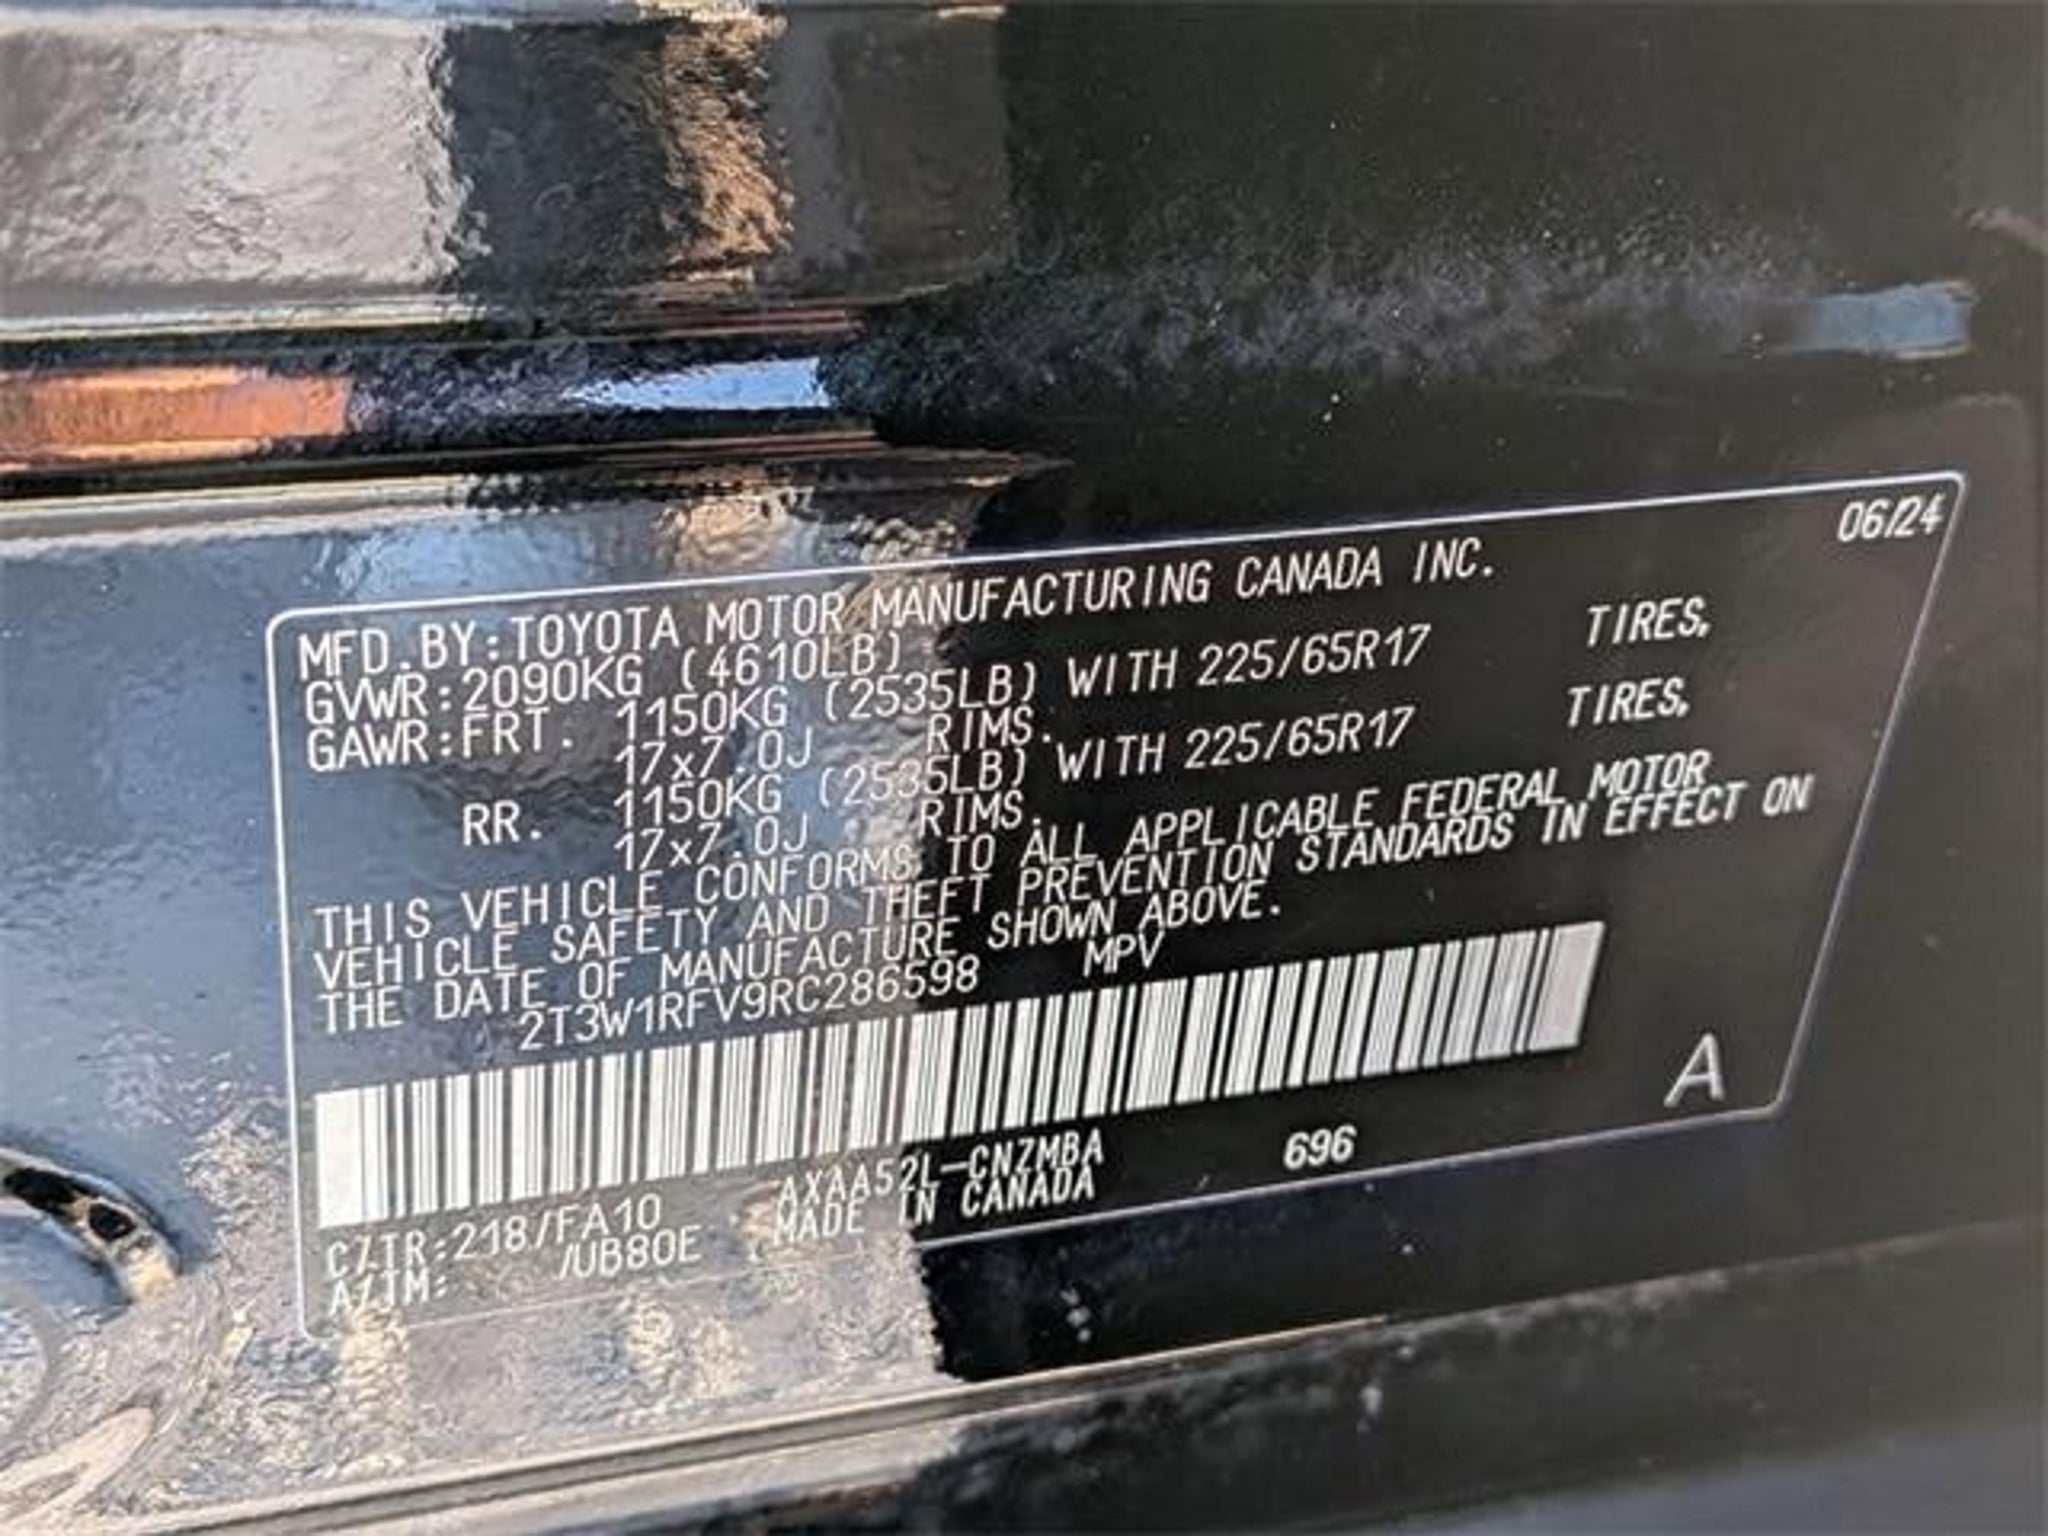 06/24
MFD.BY:TOYOTA MOTOR MANUFACTURING CANADA INC.
GVWR:2090KG (4610LB)
GAWR:FRT. 1150KG (2535LB) WITH 225/65R17 TIRES,
17x7.0J RIMS.
RR. 1150KG (2535LB) WITH 225/65R17 TIRES,
17x7.0J RIMS.
THIS VEHICLE CONFORMS TO ALL APPLICABLE FEDERAL MOTOR
VEHICLE SAFETY AND THEFT PREVENTION STANDARDS IN EFFECT ON
THE DATE OF MANUFACTURE SHOWN ABOVE.
2T3W1RFV9RC286598 MPV
A
C/TR:218/FA10 AXAA52L-CNZMBA 696
A/TM: /UB80E MADE IN CANADA